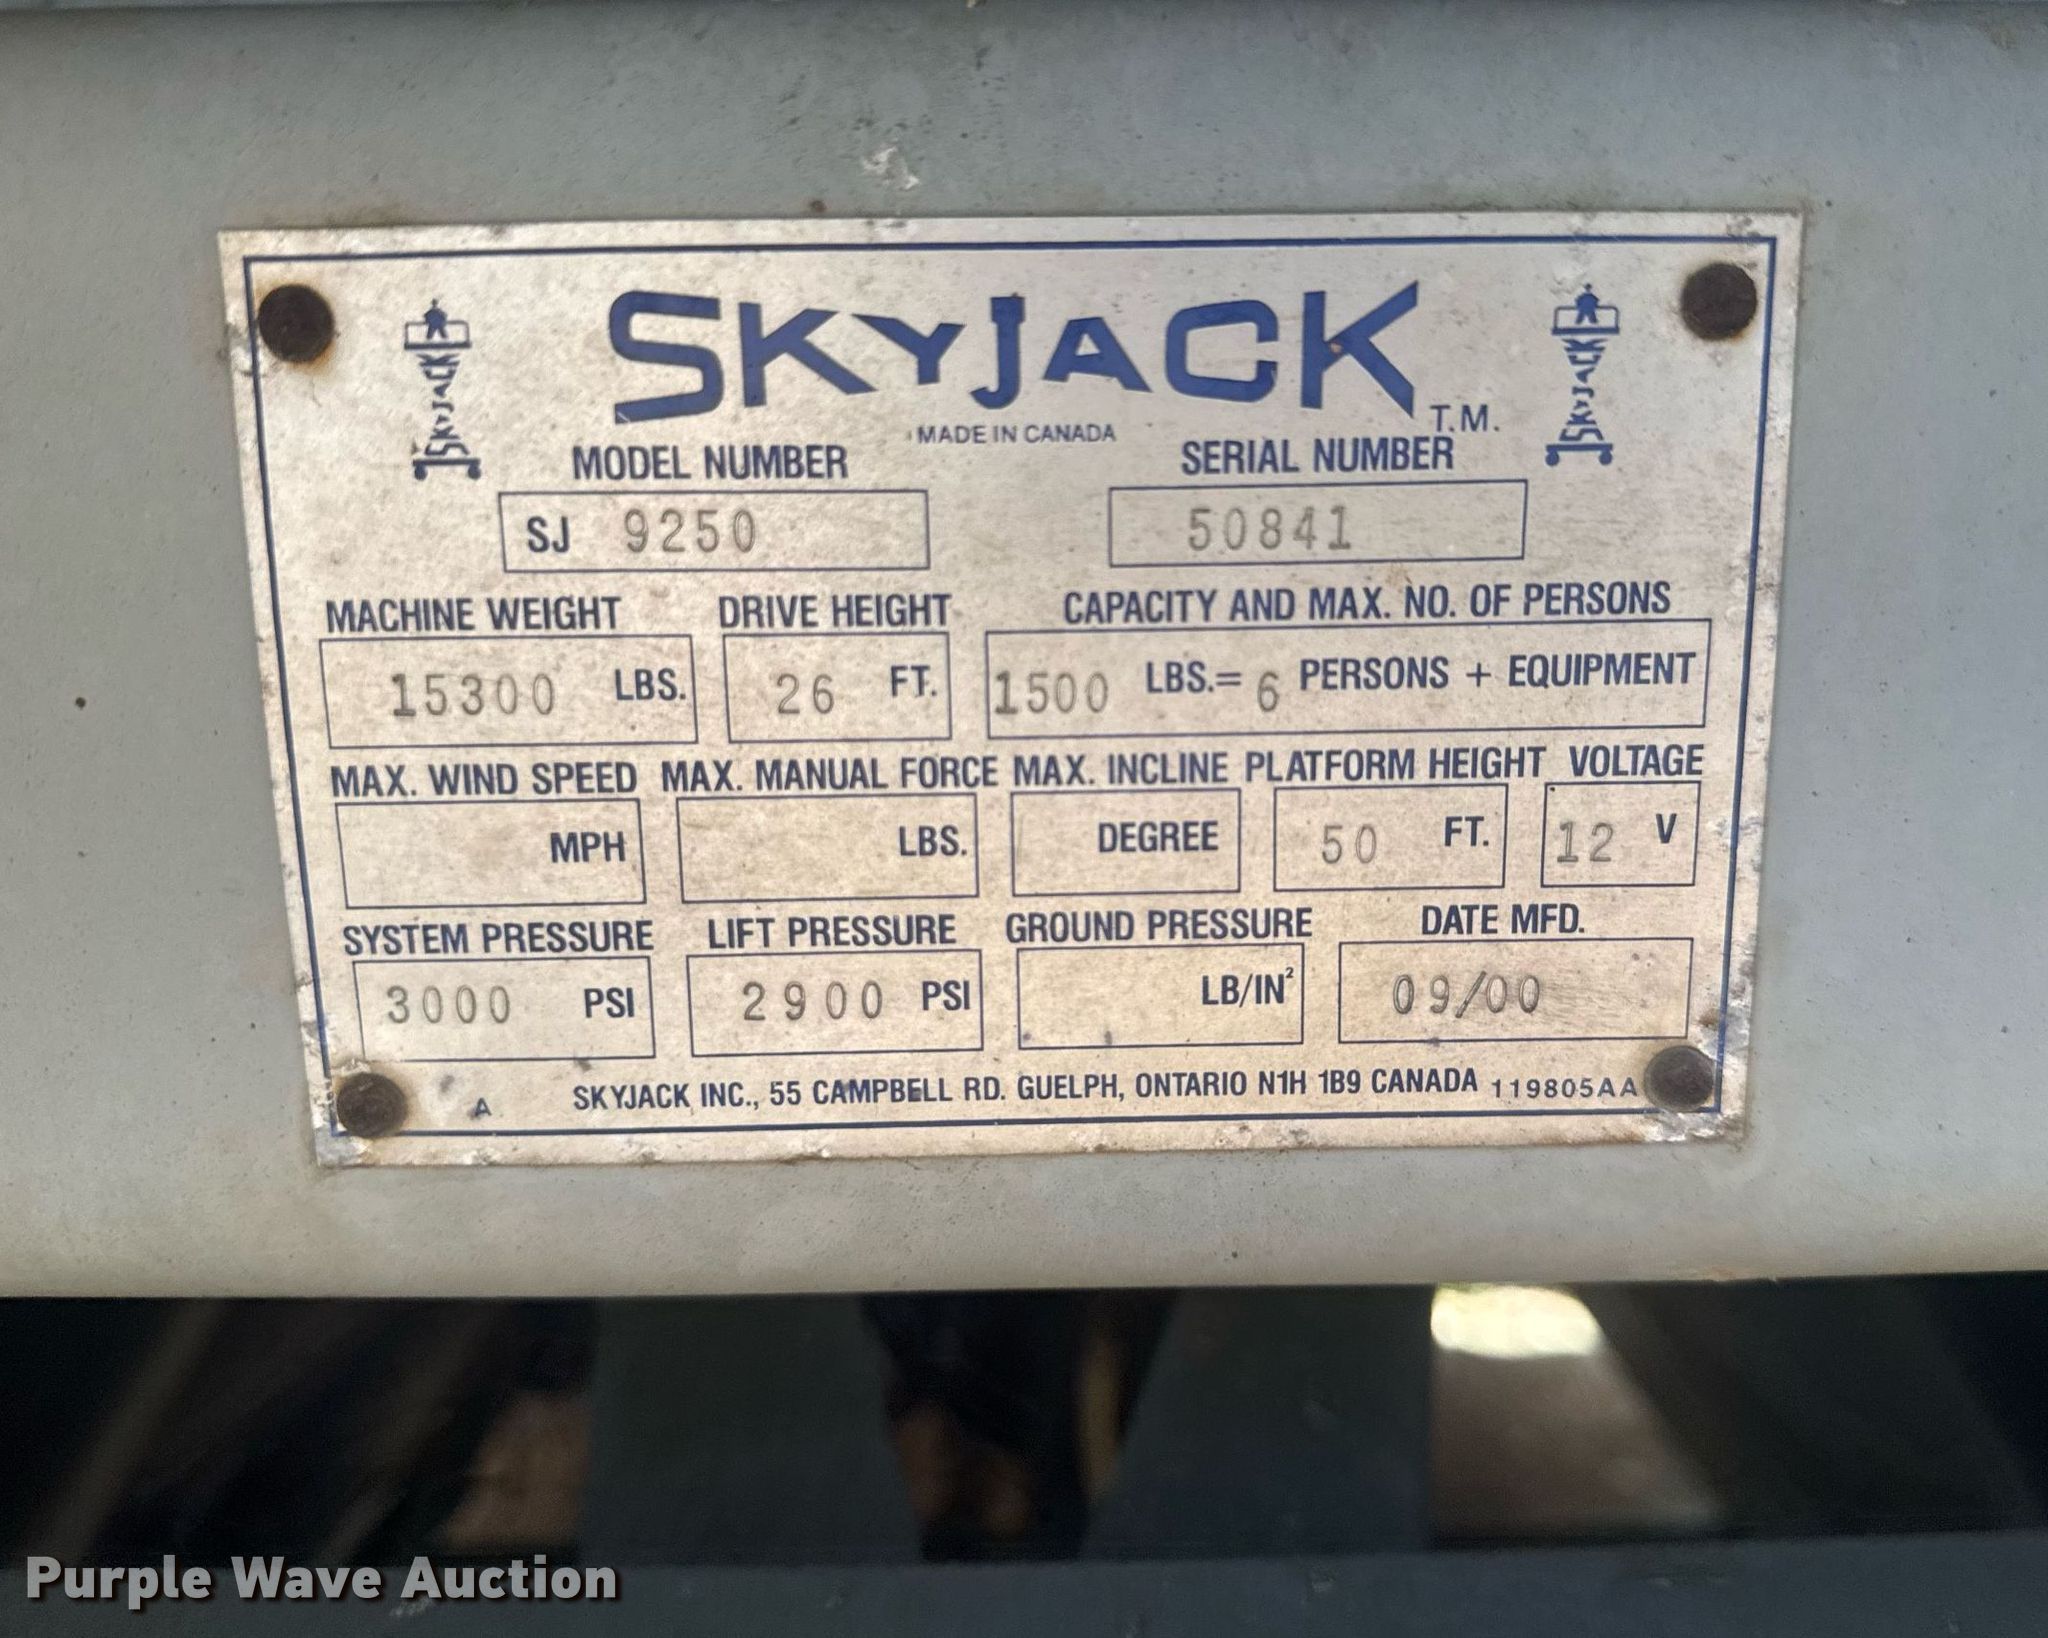 SKYJACK T.M.
MADE IN CANADA
SKYJACK
SKYJACK
MODEL NUMBER SERIAL NUMBER
SJ 9250 50841
MACHINE WEIGHT DRIVE HEIGHT CAPACITY AND MAX. NO. OF PERSONS
15300 LBS. 26 FT. 1500 LBS.= 6 PERSONS + EQUIPMENT
MAX. WIND SPEED MAX. MANUAL FORCE MAX. INCLINE PLATFORM HEIGHT VOLTAGE
MPH LBS. DEGREE 50 FT. 12 V
SYSTEM PRESSURE LIFT PRESSURE GROUND PRESSURE DATE MFD.
3000 PSI 2900 PSI LB/IN² 09/00
A SKYJACK INC., 55 CAMPBELL RD. GUELPH, ONTARIO N1H 1B9 CANADA 119805AA
Purple Wave Auction